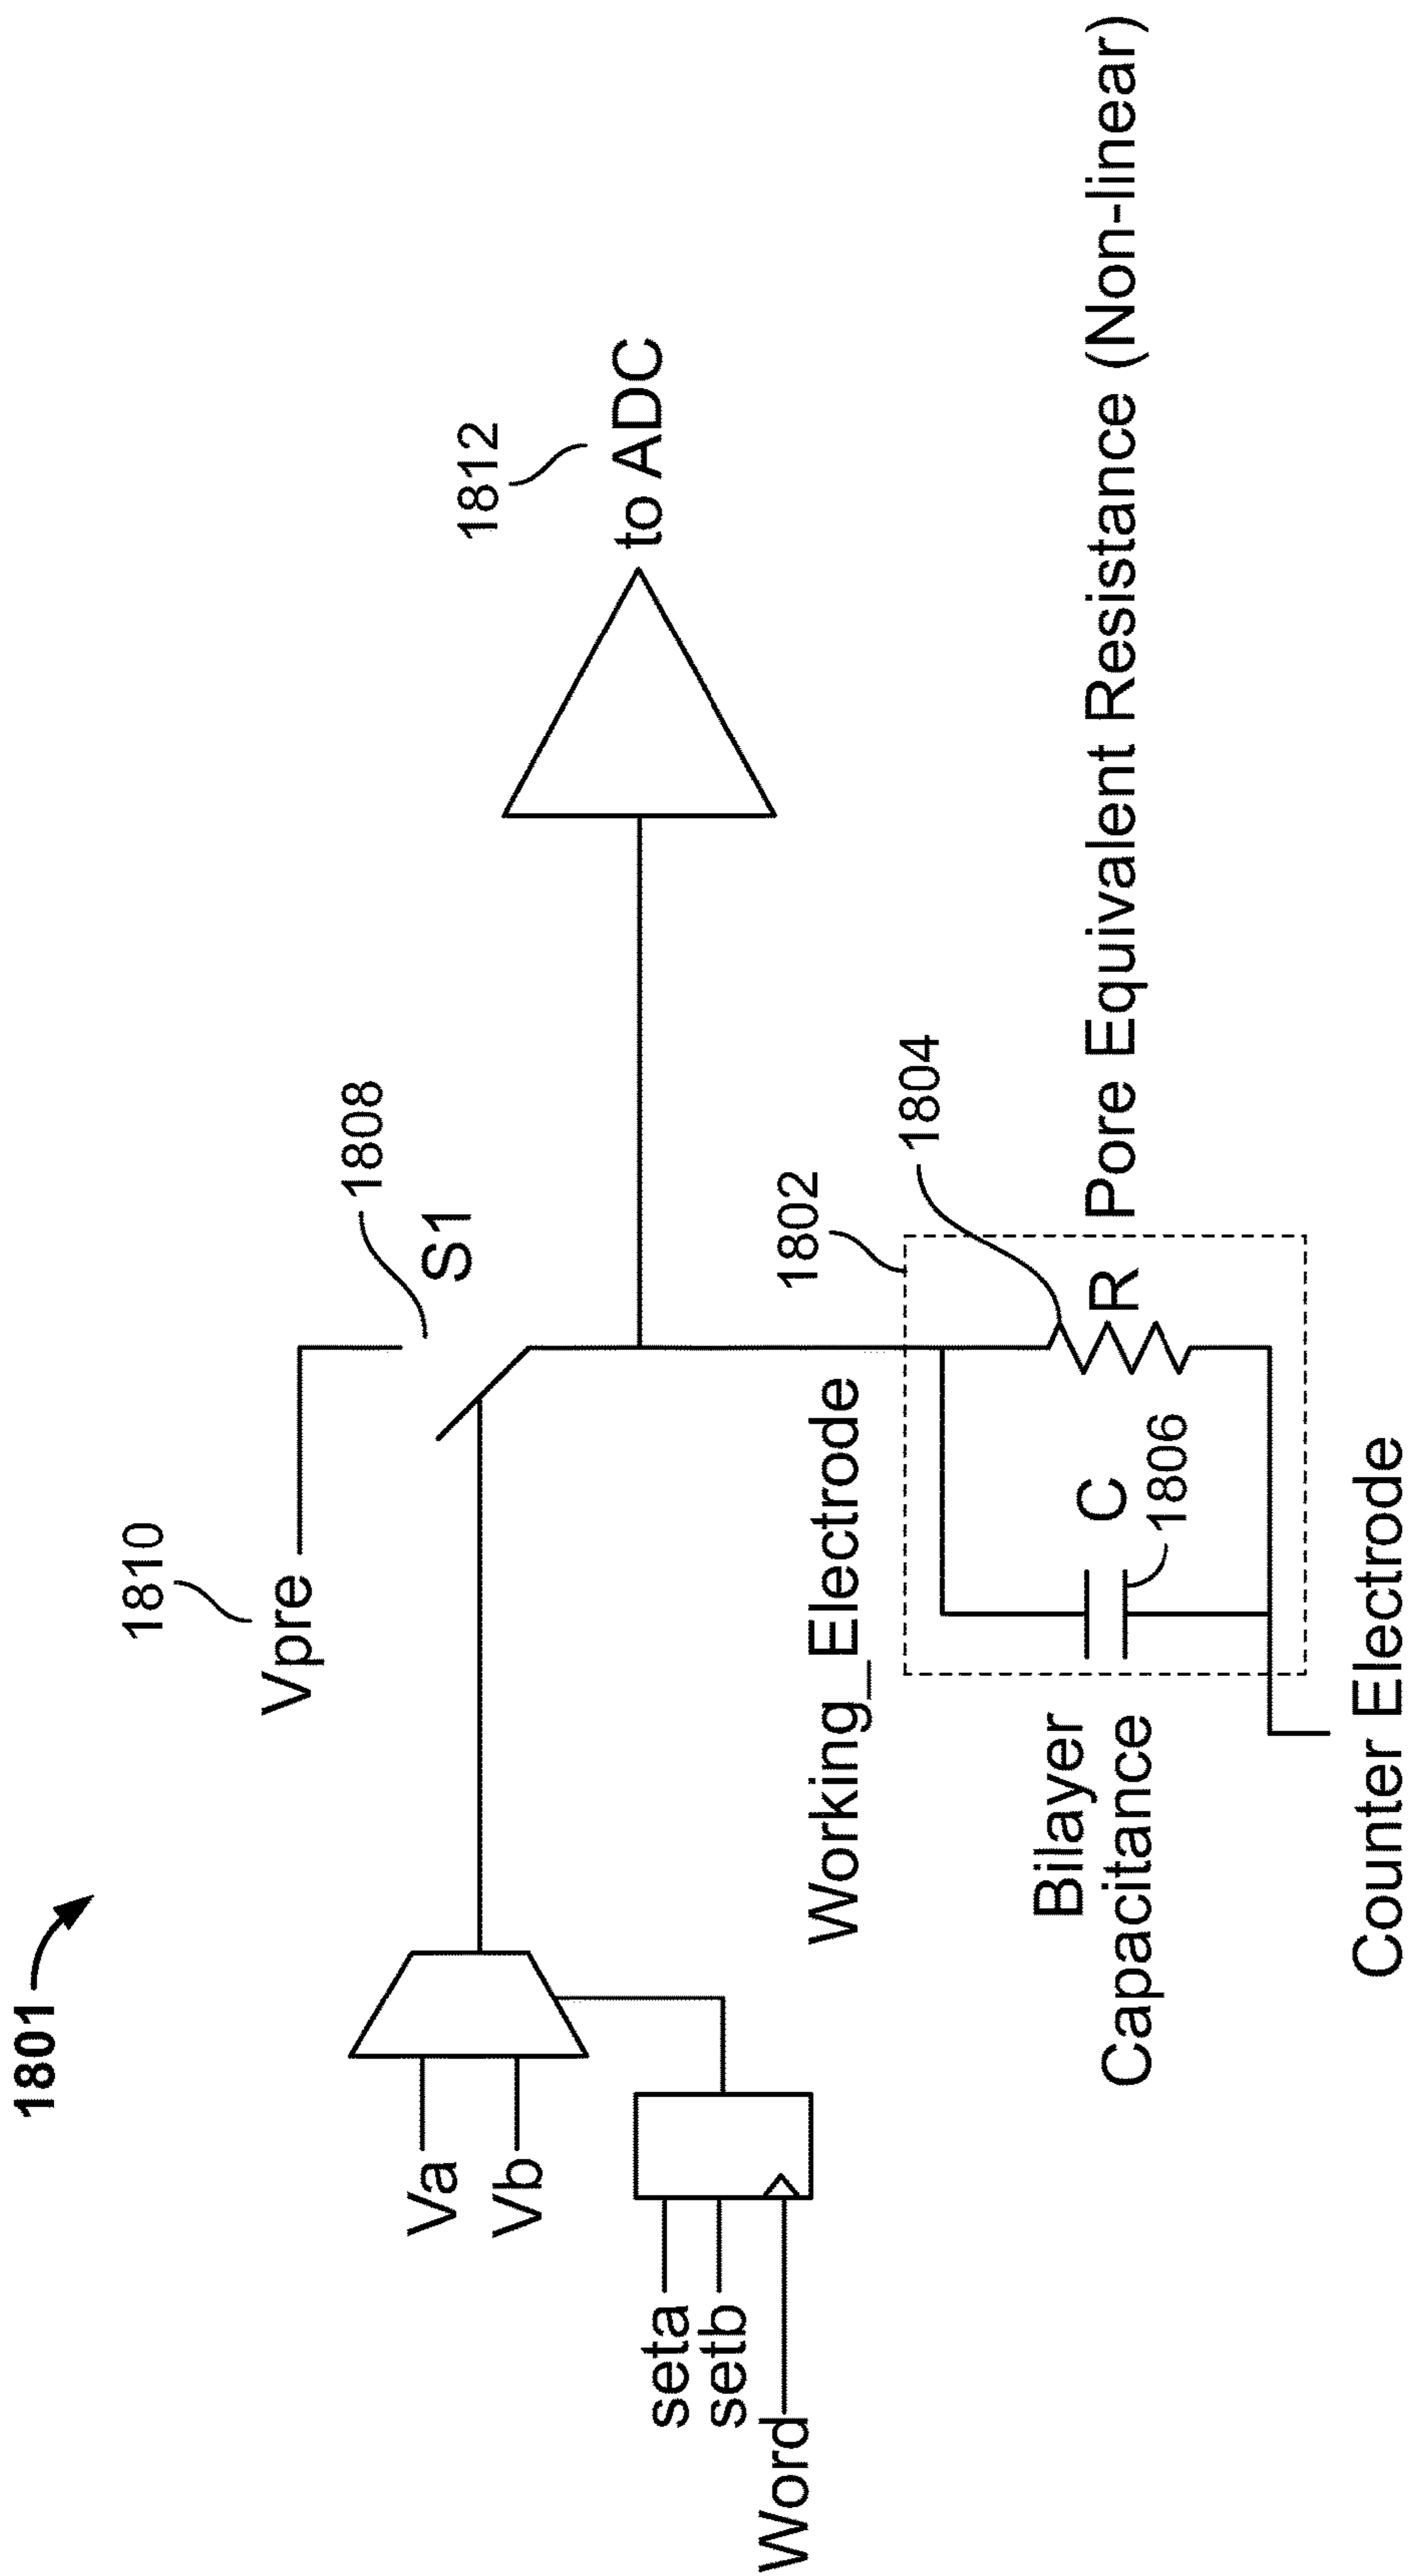 1801
1810
Vpre
1808
S1
1812
to ADC
Va
Vb
seta
setb
Word
Working_Electrode
1802
1804
Bilayer
Capacitance
C
1806
R
Pore Equivalent Resistance (Non-linear)
Counter Electrode